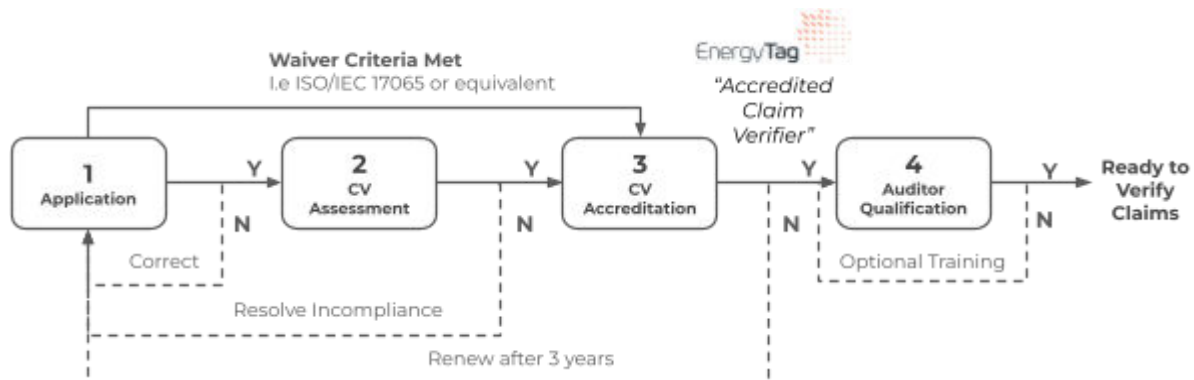 EnergyTag
Waiver Criteria Met
I.e ISO/IEC 17065 or equivalent
"Accredited
Claim
Verifier"
1
Application
Y
N
2
CV
Assessment
Y
N
3
CV
Accreditation
Y
N
4
Auditor
Qualification
Y
N
Ready to
Verify
Claims
Correct
Optional Training
Resolve Incompliance
Renew after 3 years